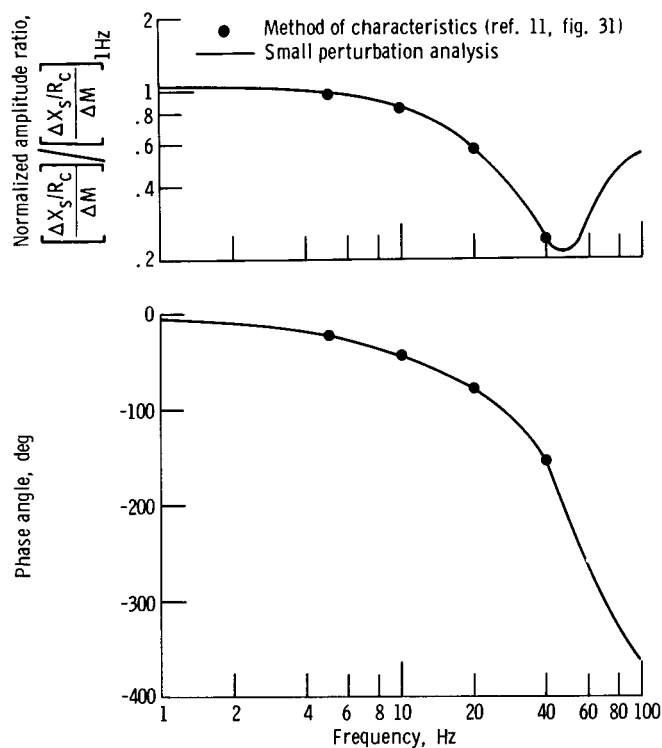 2
Method of characteristics (ref. 11, fig. 31)
Small perturbation analysis
Normalized amplitude ratio,
[ΔX_s/R_c / ΔM] / [ΔX_s/R_c / ΔM]_1Hz
1
.8
.6
.4
.2
0
-100
-200
-300
-400
Phase angle, deg
1 2 4 6 8 10 20 40 60 80 100
Frequency, Hz